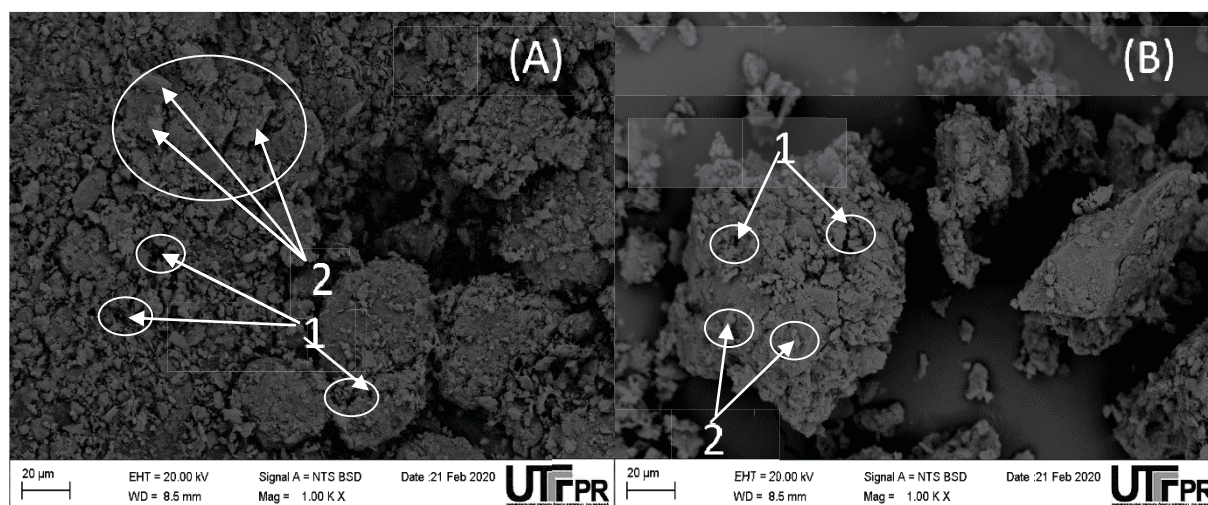 (A)
2
1
20 µm
EHT = 20.00 kV
Signal A = NTS BSD
Date :21 Feb 2020
WD = 8.5 mm
Mag = 1.00 K X
UTFPR
(B)
1
2
20 µm
EHT = 20.00 kV
Signal A = NTS BSD
Date :21 Feb 2020
WD = 8.5 mm
Mag = 1.00 K X
UTFPR